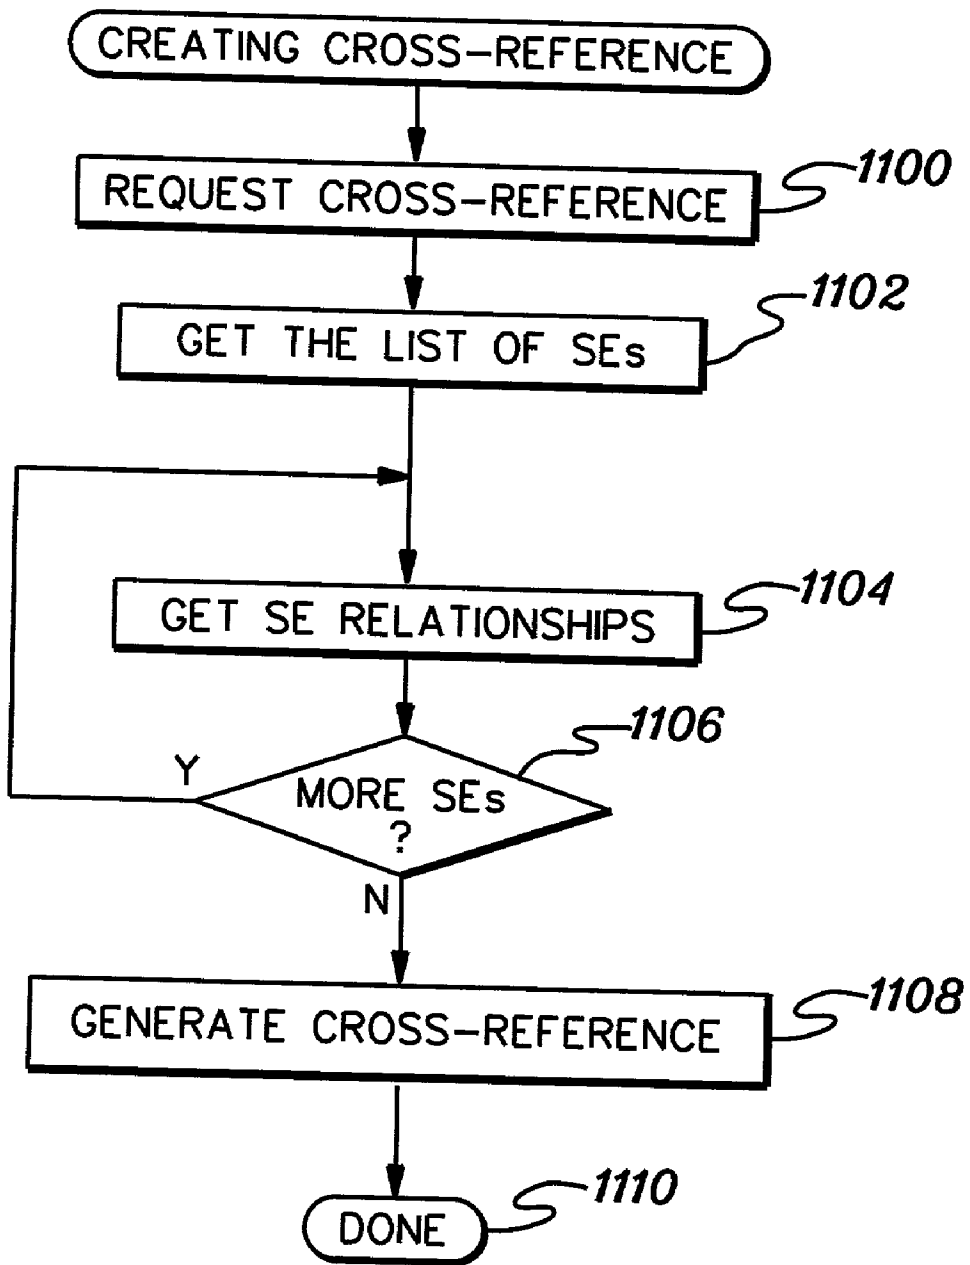 CREATING CROSS-REFERENCE
REQUEST CROSS-REFERENCE
1100
GET THE LIST OF SEs
1102
GET SE RELATIONSHIPS
1104
1106
Y
MORE SEs
?
N
GENERATE CROSS-REFERENCE
1108
DONE
1110